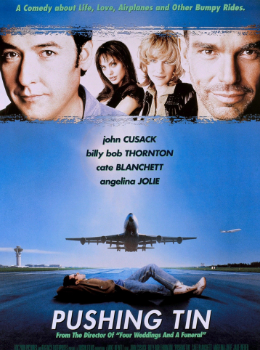 A Comedy about Life, Love, Airplanes and Other Bumpy Rides.
john CUSACK
billy bob THORNTON
cate BLANCHETT
angelina JOLIE
PUSHING TIN
From The Director Of "Four Weddings And A Funeral"